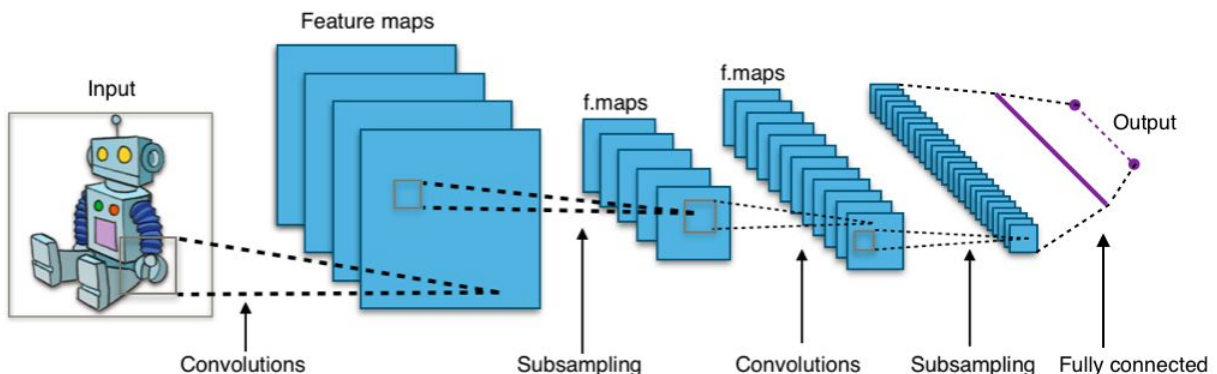 Feature maps
f.maps
Input
f.maps
Output
Convolutions
Subsampling
Convolutions
Subsampling
Fully connected